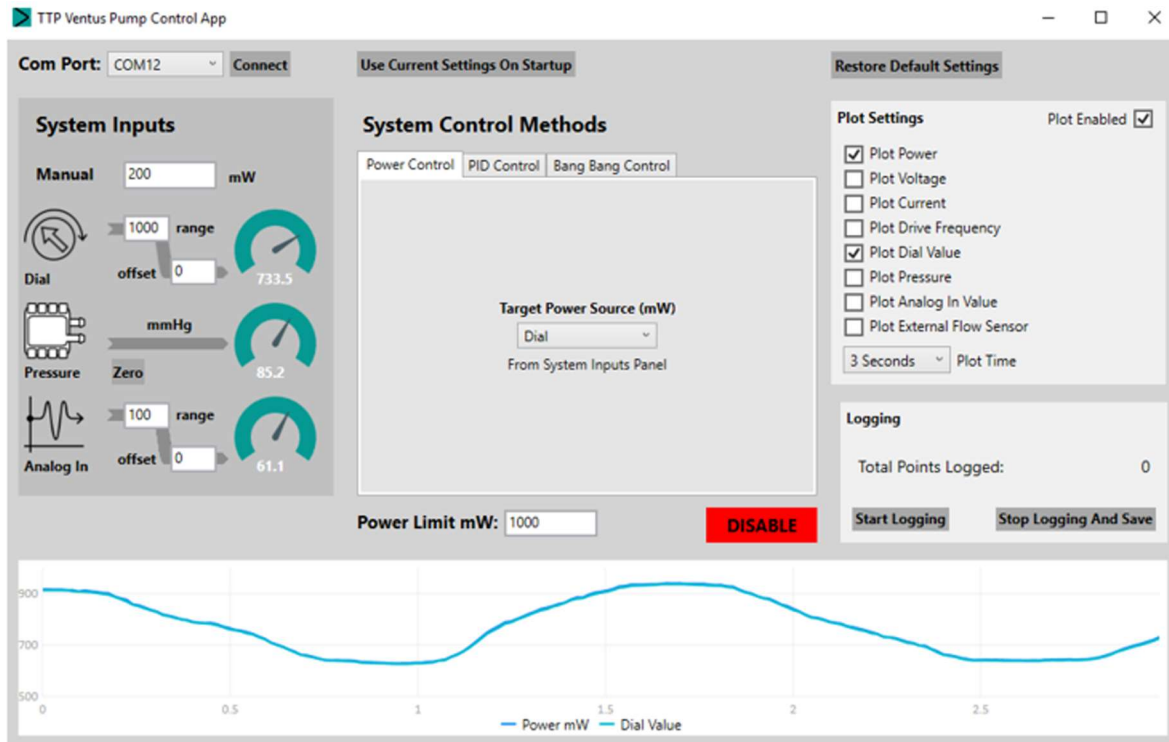 TTP Ventus Pump Control App
Com Port: COM12 Connect
Use Current Settings On Startup
Restore Default Settings
System Inputs
Manual 200 mW
1000 range
offset 0
Dial
733.5
mmHg
Pressure
Zero
85.2
100 range
offset 0
Analog In
61.1
System Control Methods
Power Control PID Control Bang Bang Control
Target Power Source (mW)
Dial
From System Inputs Panel
Power Limit mW: 1000
DISABLE
Plot Settings Plot Enabled
Plot Power
Plot Voltage
Plot Current
Plot Drive Frequency
Plot Dial Value
Plot Pressure
Plot Analog In Value
Plot External Flow Sensor
3 Seconds Plot Time
Logging
Total Points Logged: 0
Start Logging Stop Logging And Save
900
700
500
0 0.5 1 1.5 2 2.5
Power mW Dial Value